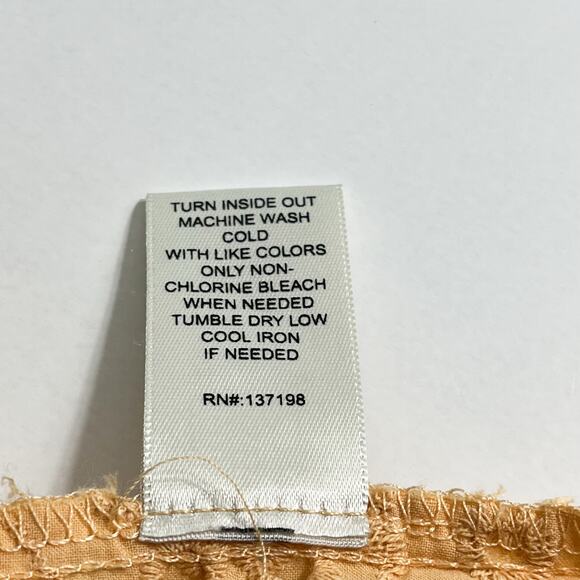 TURN INSIDE OUT
MACHINE WASH
COLD
WITH LIKE COLORS
ONLY NON-
CHLORINE BLEACH
WHEN NEEDED
TUMBLE DRY LOW
COOL IRON
IF NEEDED
RN#:137198